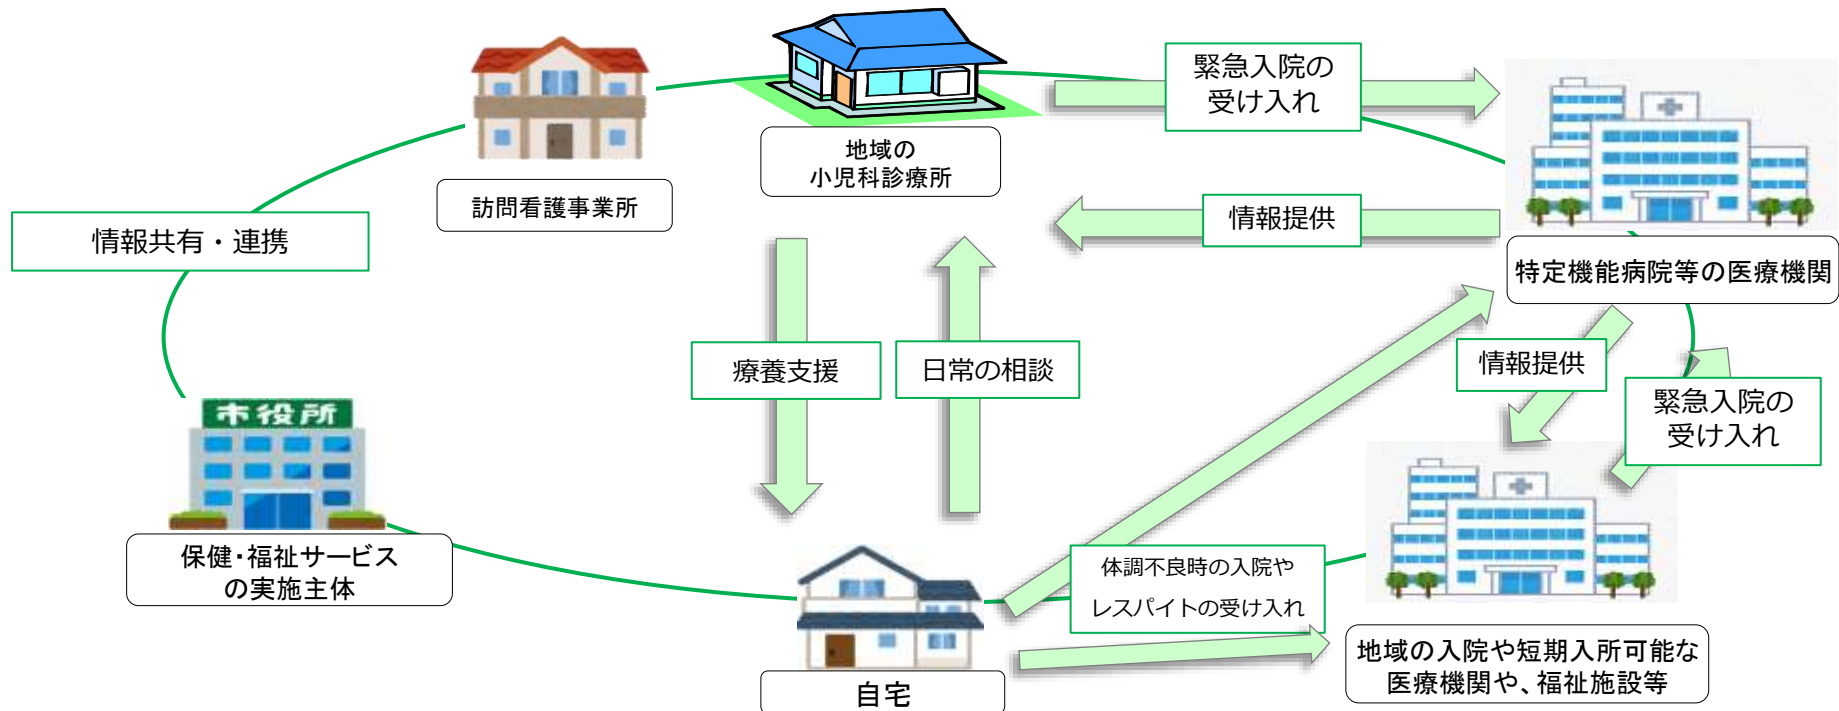 緊急入院の
受け入れ
地域の
小児科診療所
訪問看護事業所
情報提供
情報共有・連携
特定機能病院等の医療機関
療養支援
日常の相談
情報提供
緊急入院の
受け入れ
市役所
保健・福祉サービス
の実施主体
体調不良時の入院や
レスパイトの受け入れ
地域の入院や短期入所可能な
医療機関や、福祉施設等
自宅